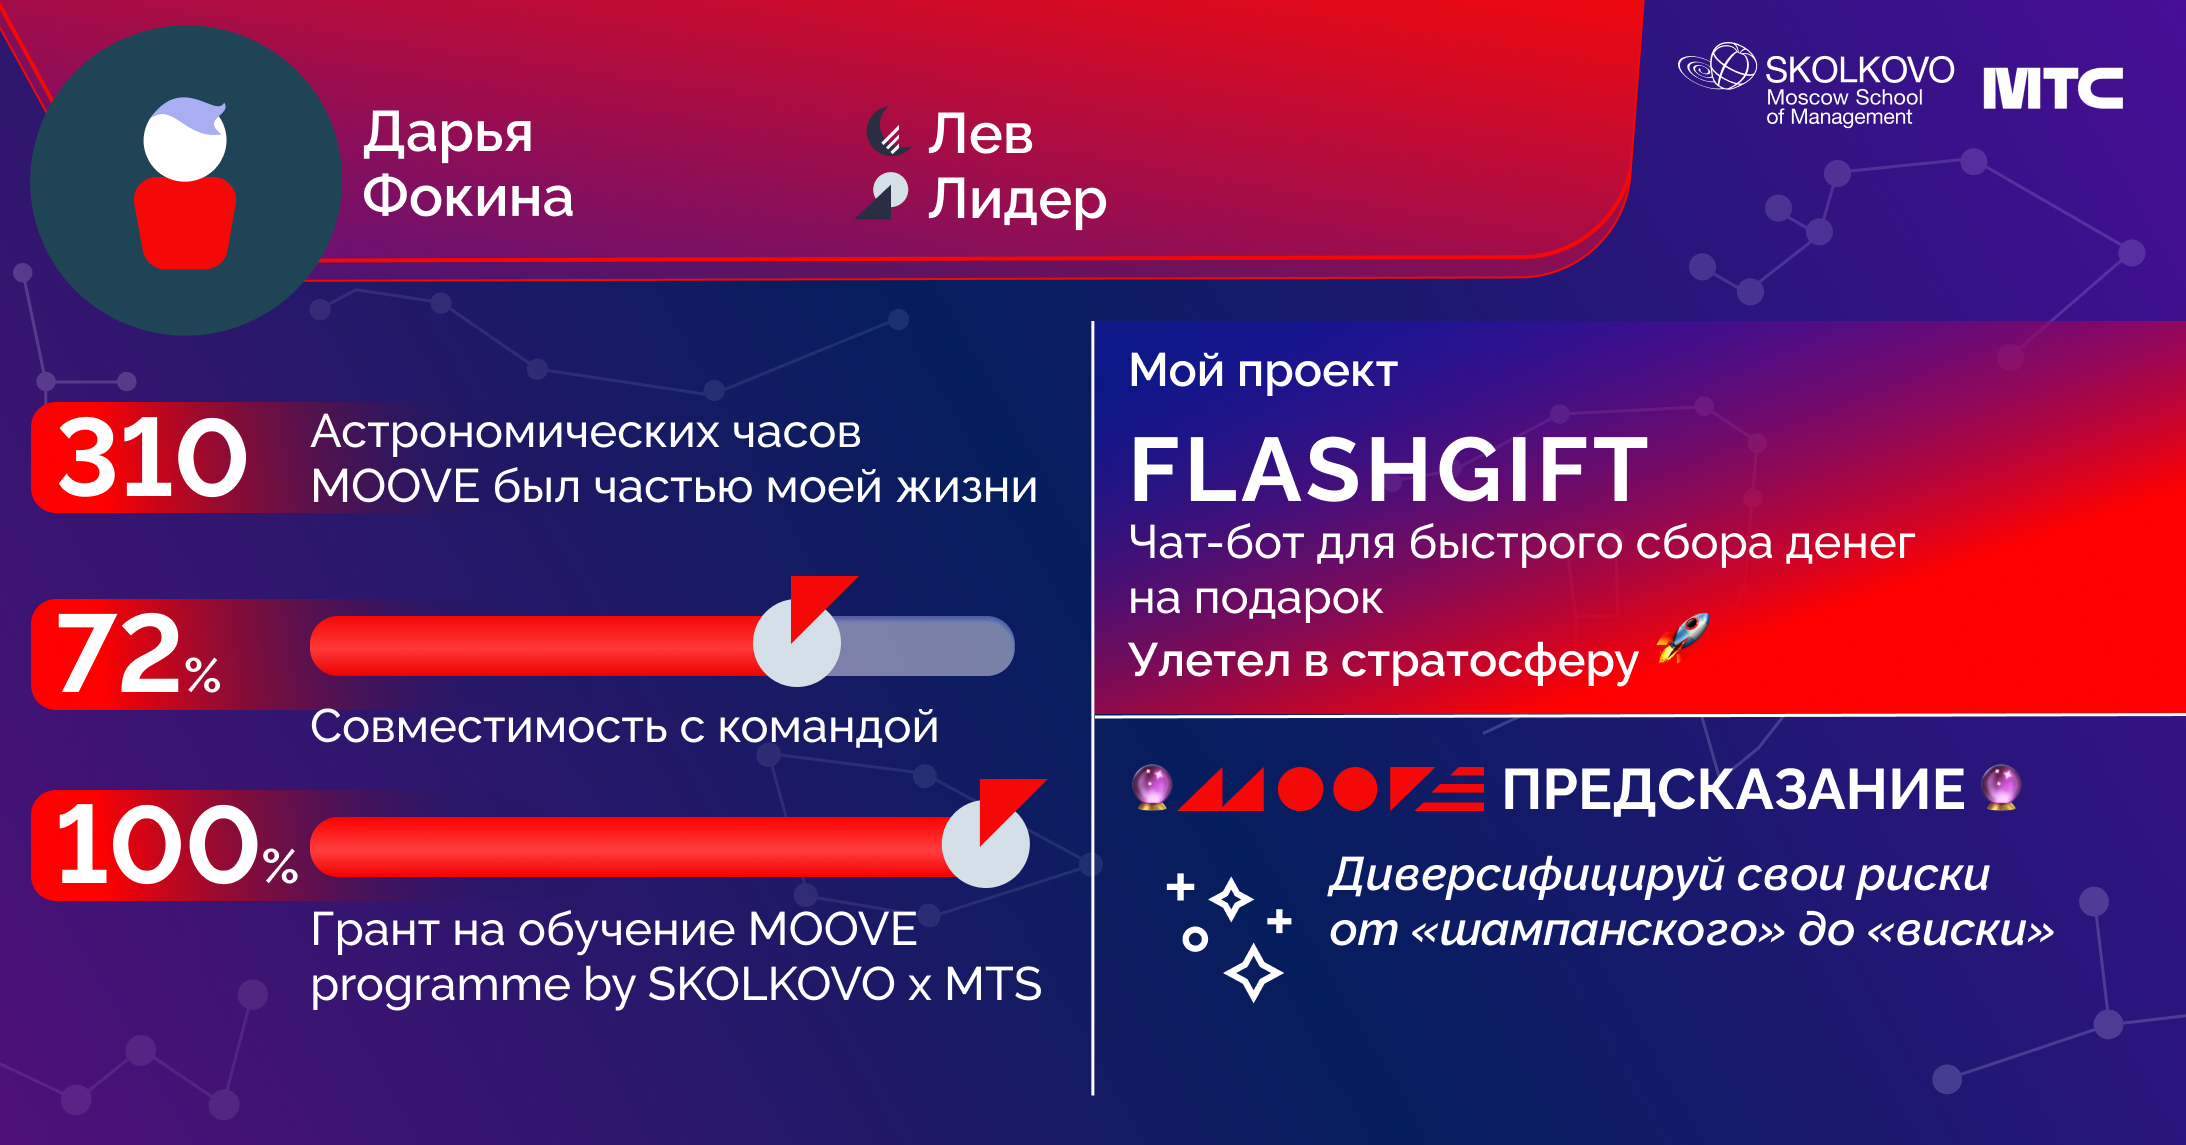 Дарья
Фокина
Лев
Лидер
SKOLKOVO
Moscow School
of Management
МТС
310
Астрономических часов
MOOVE был частью моей жизни
72%
Совместимость с командой
100%
Грант на обучение MOOVE
programme by SKOLKOVO x MTS
Мой проект
FLASHGIFT
Чат-бот для быстрого сбора денег
на подарок
Улетел в стратосферу
MOOVE ПРЕДСКАЗАНИЕ
Диверсифицируй свои риски
от «шампанского» до «виски»